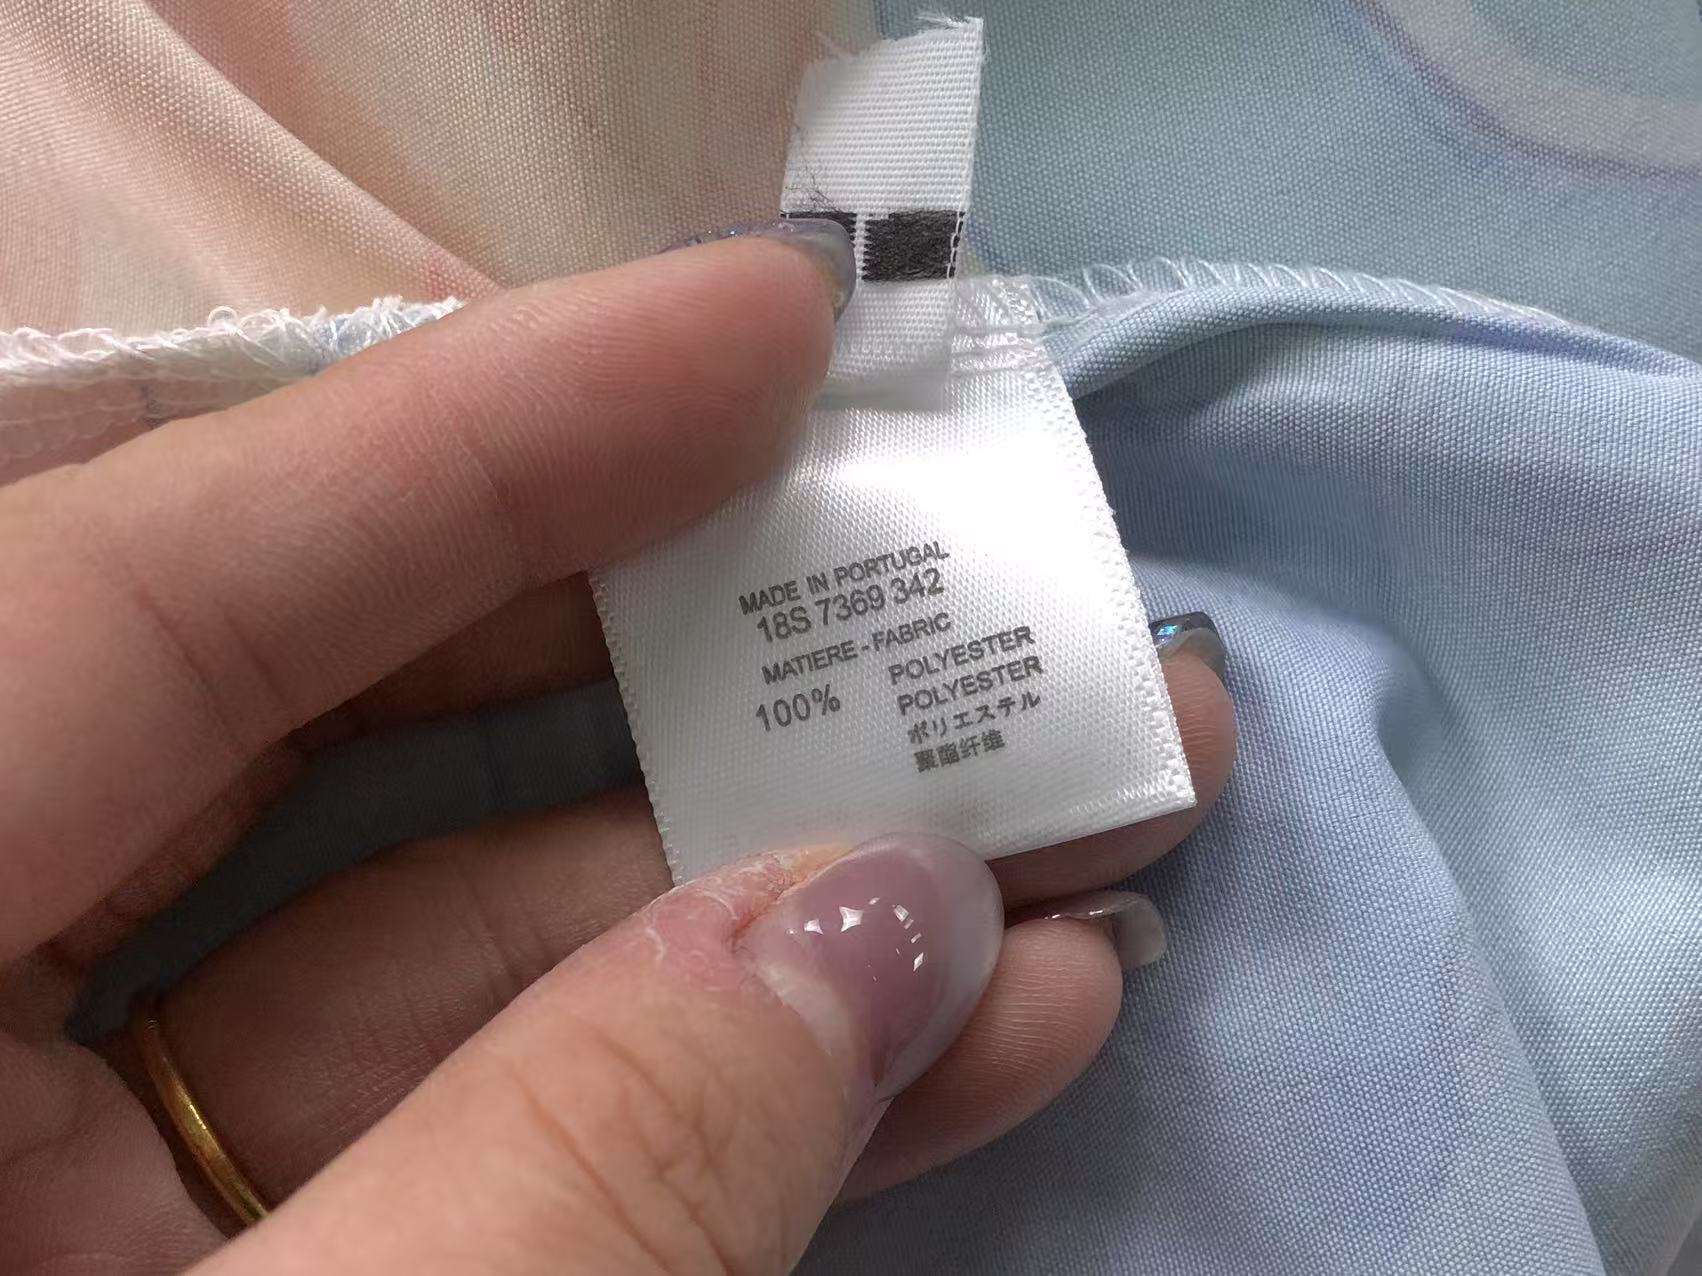 MADE IN PORTUGAL
18S 7369 342
MATIERE - FABRIC
100% POLYESTER
POLYESTER
ポリエステル
聚酯纤维